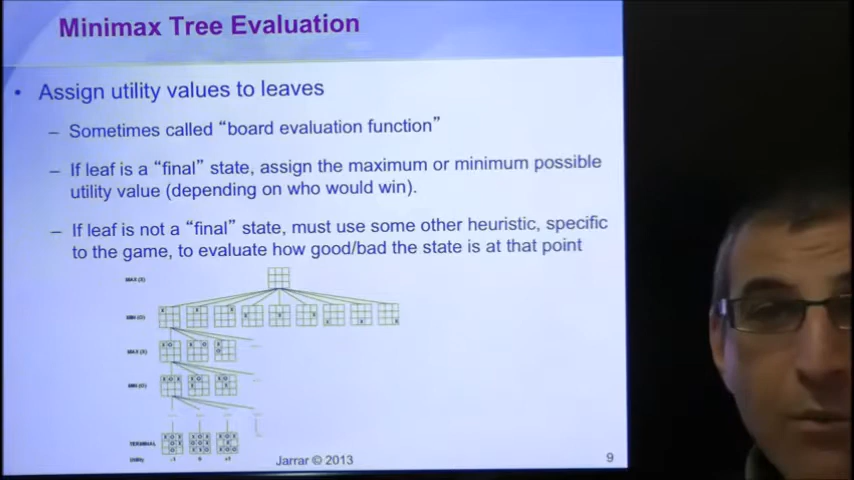 Minimax Tree Evaluation
• Assign utility values to leaves
– Sometimes called “board evaluation function”
– If leaf is a “final” state, assign the maximum or minimum possible
utility value (depending on who would win).
– If leaf is not a “final” state, must use some other heuristic, specific
to the game, to evaluate how good/bad the state is at that point
MAX (X)
MIN (O)
MAX (X)
MIN (O)
TERMINAL
-1 0 +1
Jarrar © 2013
9